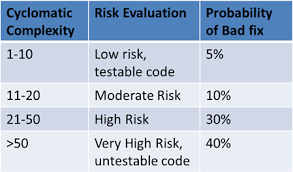 Cyclomatic Risk Evaluation Probability
Complexity of Bad fix
1-10 Low risk, 5%
testable code
11-20 Moderate Risk 10%
21-50 High Risk 30%
>50 Very High Risk, 40%
untestable code